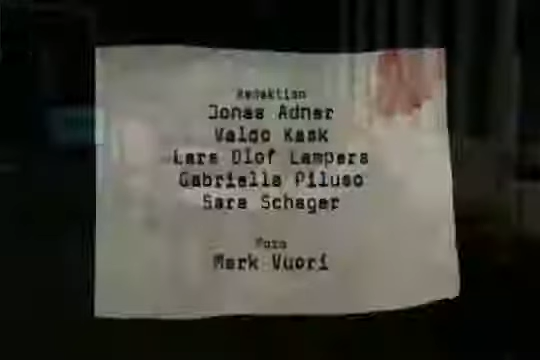 Redaktion
Jonas Adner
Valdo Kask
Lars Olof Lampers
Gabriella Piluso
Sara Schager
Foto
Mark Vuori